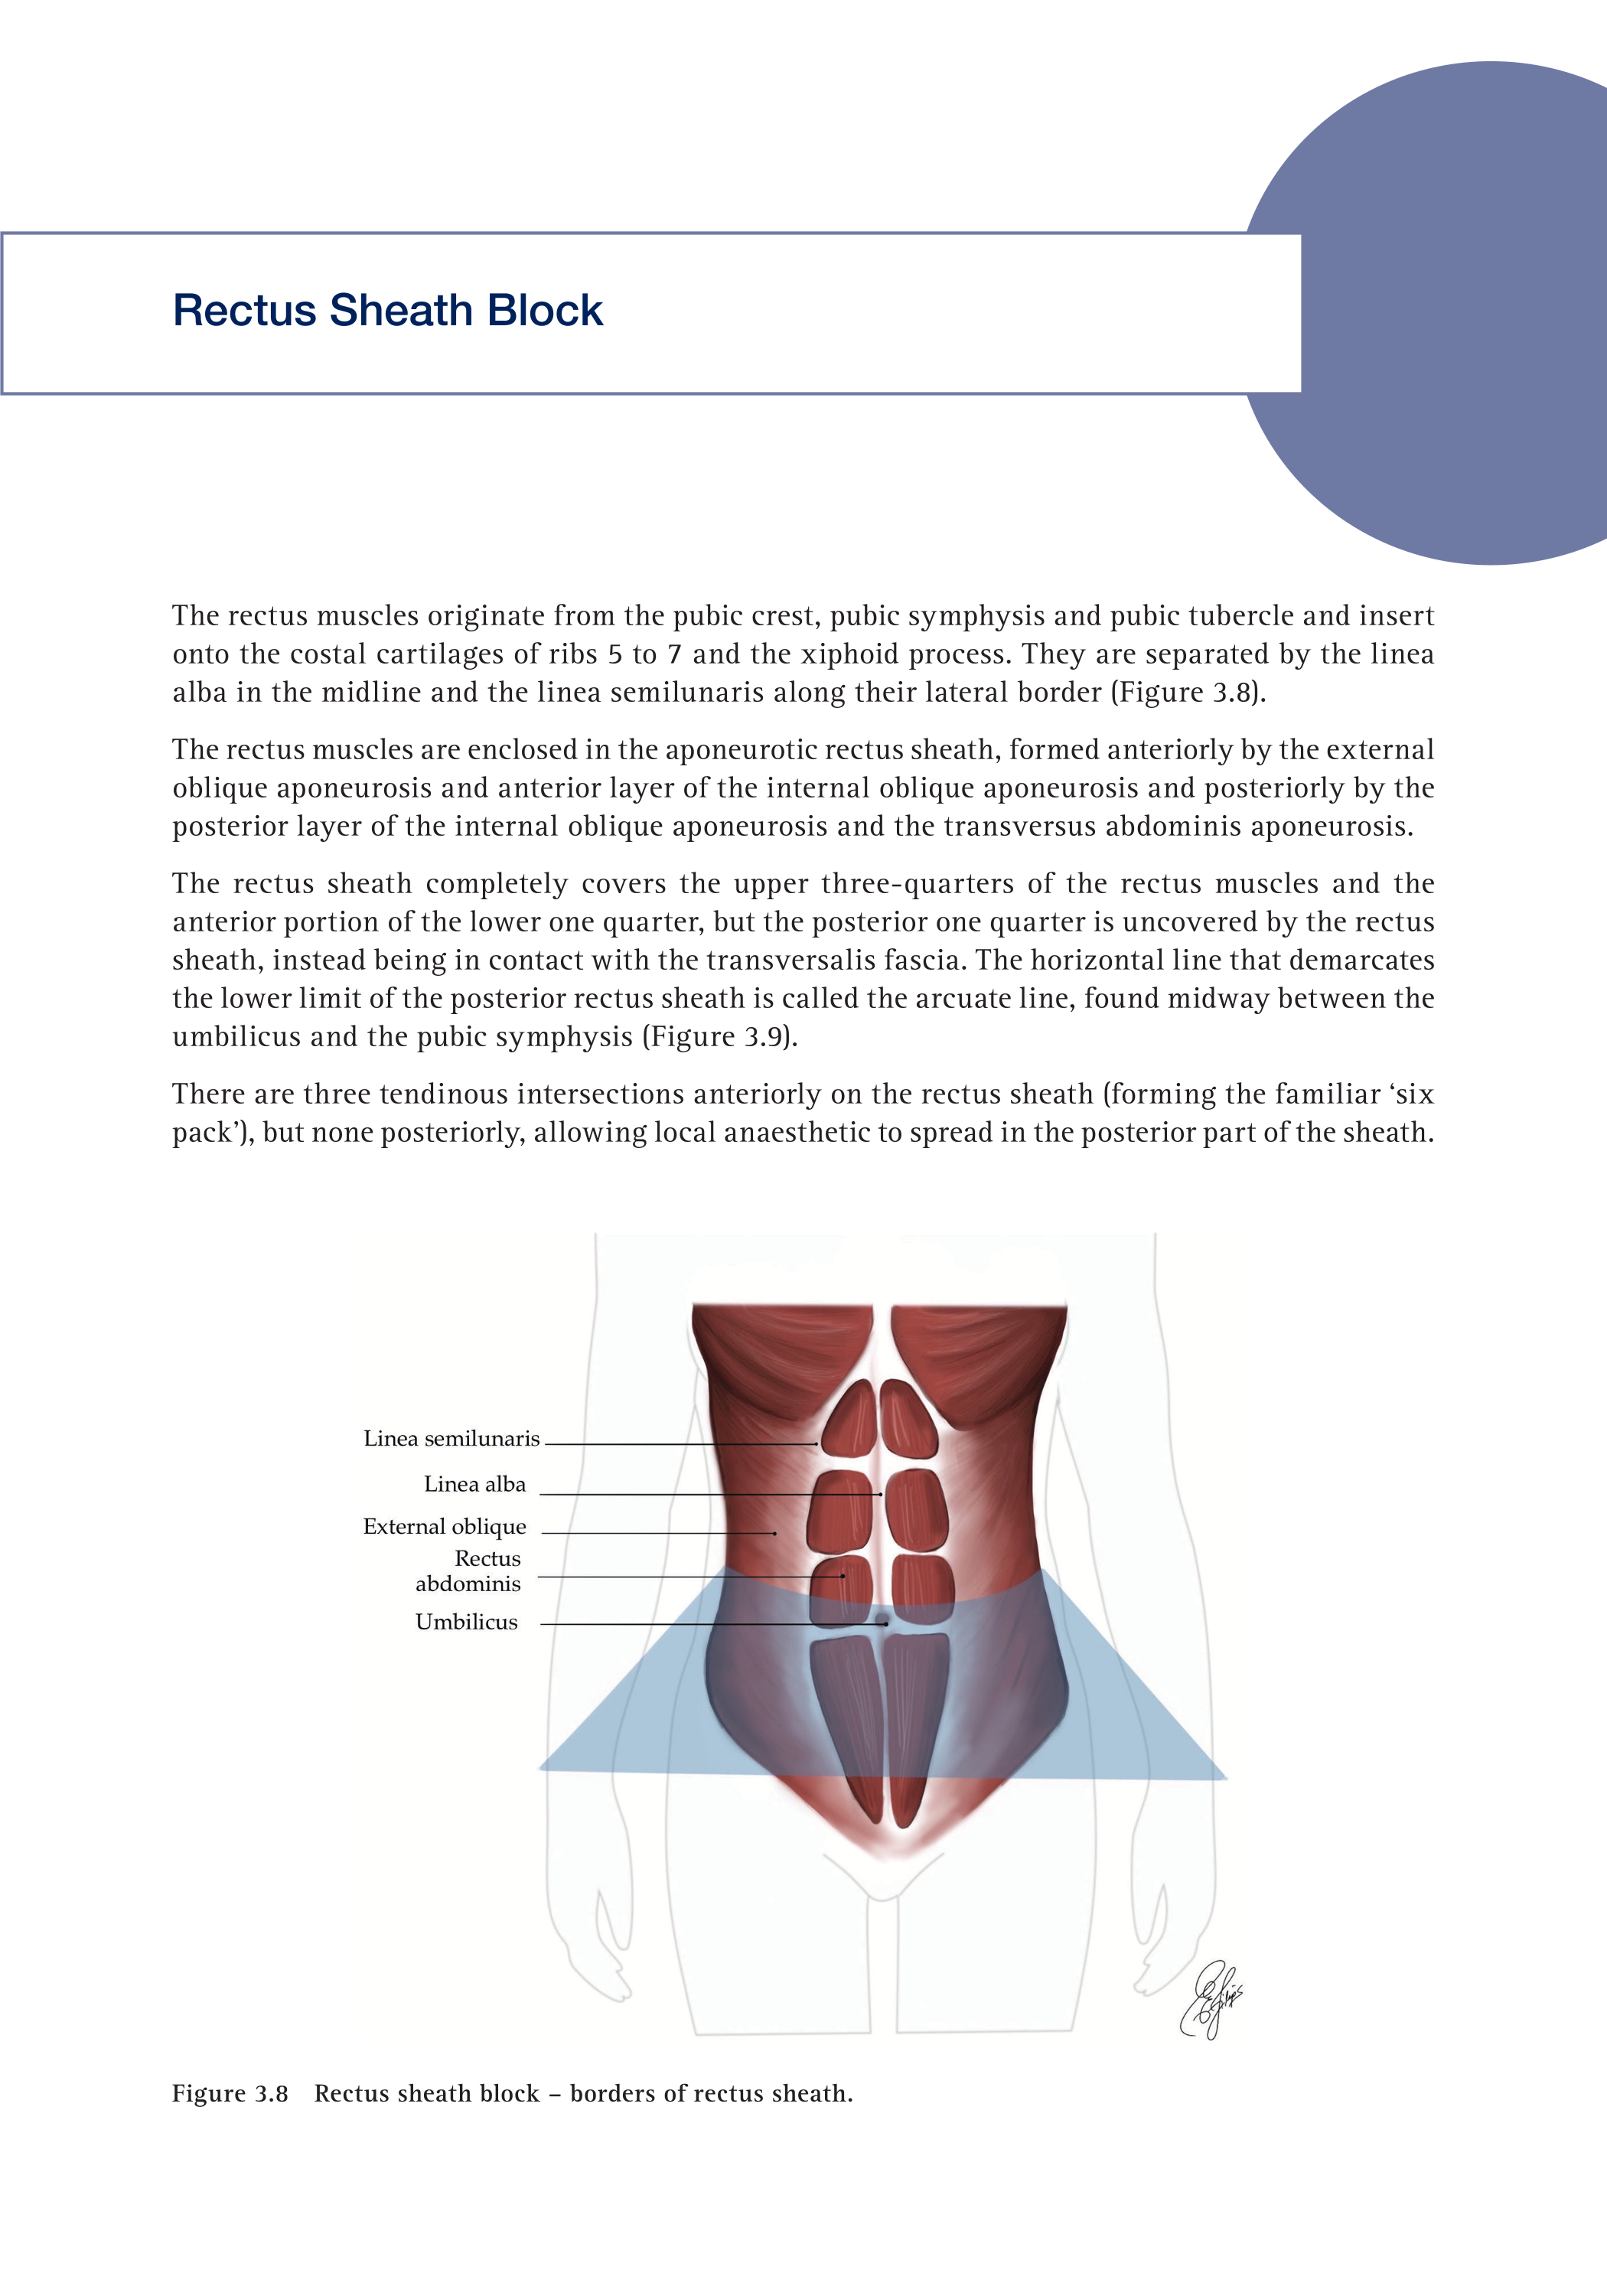 Rectus Sheath Block
The rectus muscles originate from the pubic crest, pubic symphysis and pubic tubercle and insert
onto the costal cartilages of ribs 5 to 7 and the xiphoid process. They are separated by the linea
alba in the midline and the linea semilunaris along their lateral border (Figure 3.8).
The rectus muscles are enclosed in the aponeurotic rectus sheath, formed anteriorly by the external
oblique aponeurosis and anterior layer of the internal oblique aponeurosis and posteriorly by the
posterior layer of the internal oblique aponeurosis and the transversus abdominis aponeurosis.
The rectus sheath completely covers the upper three-quarters of the rectus muscles and the
anterior portion of the lower one quarter, but the posterior one quarter is uncovered by the rectus
sheath, instead being in contact with the transversalis fascia. The horizontal line that demarcates
the lower limit of the posterior rectus sheath is called the arcuate line, found midway between the
umbilicus and the pubic symphysis (Figure 3.9).
There are three tendinous intersections anteriorly on the rectus sheath (forming the familiar ‘six
pack’), but none posteriorly, allowing local anaesthetic to spread in the posterior part of the sheath.
Linea semilunaris
Linea alba
External oblique
Rectus
abdominis
Umbilicus
Figure 3.8 Rectus sheath block – borders of rectus sheath.